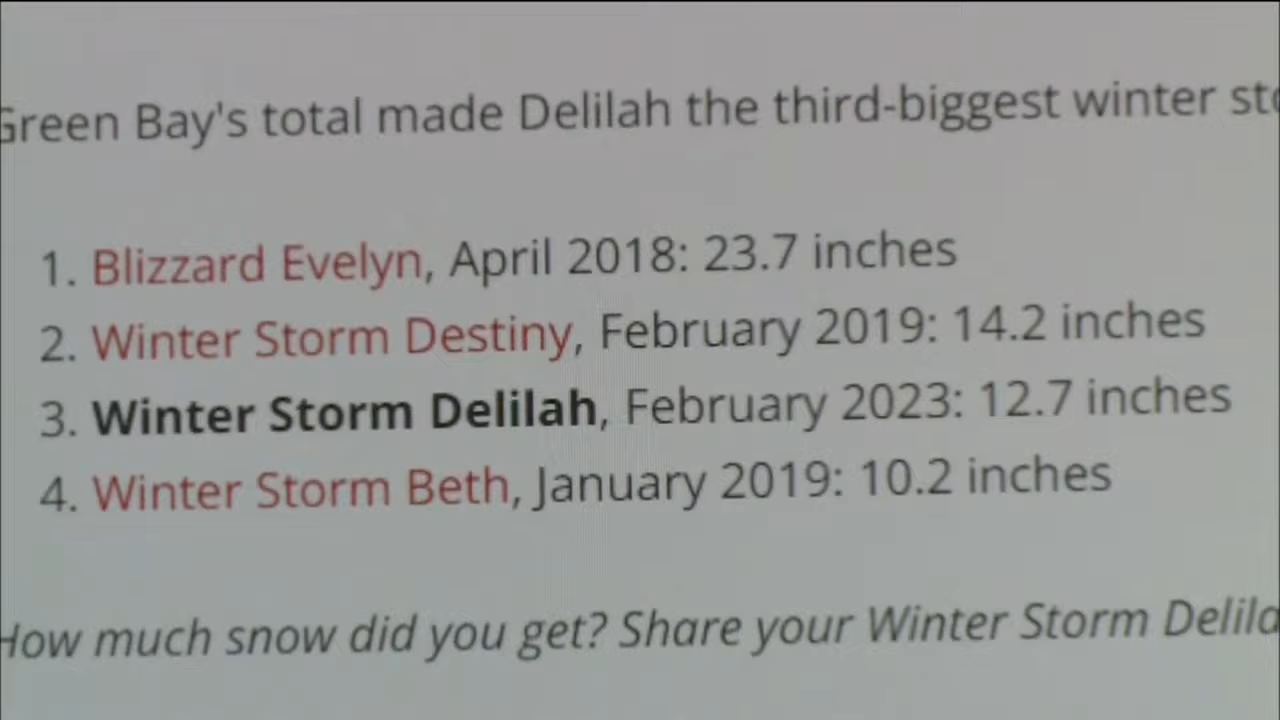 Green Bay's total made Delilah the third-biggest winter
1. Blizzard Evelyn, April 2018: 23.7 inches
2. Winter Storm Destiny, February 2019: 14.2 inches
3. Winter Storm Delilah, February 2023: 12.7 inches
4. Winter Storm Beth, January 2019: 10.2 inches
How much snow did you get? Share your Winter Storm